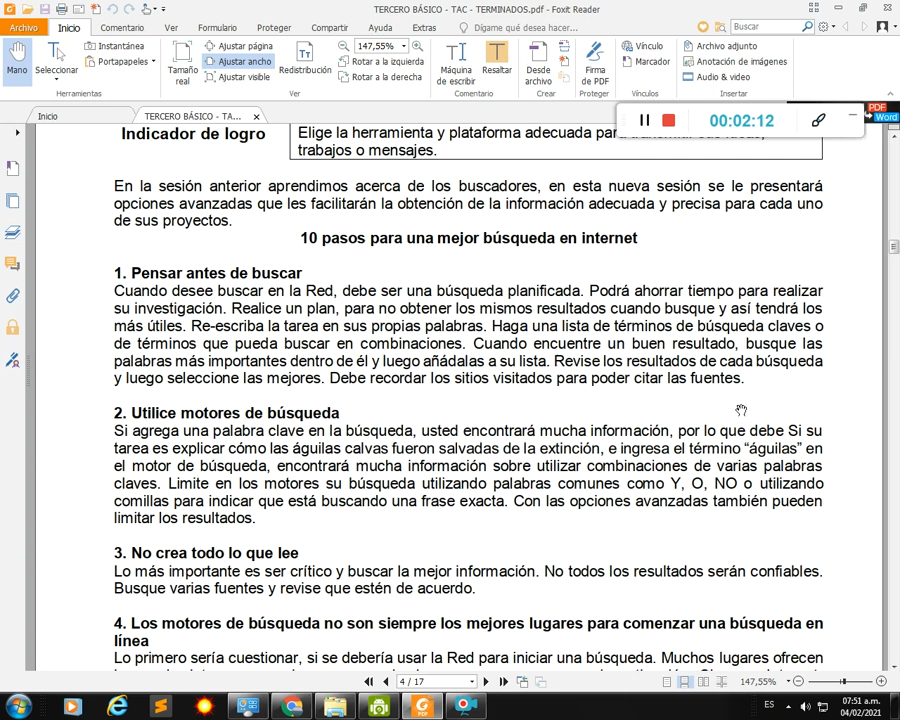 TERCERO BÁSICO - TAC - TERMINADOS.pdf - Foxit Reader
Archivo Inicio Comentario Ver Formulario Proteger Compartir Ayuda Extras Dígame qué desea hacer... Buscar
Mano
Seleccionar
Instantánea
Portapapeles
Herramientas
Tamaño real
Ajustar página
Ajustar ancho
Ajustar visible
Redistribución
147,55%
Rotar a la izquierda
Rotar a la derecha
Ver
Máquina de escribir
Resaltar
Comentario
Desde archivo
Crear
Firma de PDF
Proteger
Vínculo
Marcador
Vínculos
Archivo adjunto
Anotación de imágenes
Audio & video
Insertar
Inicio TERCERO BÁSICO - TA...
00:02:12
PDF
Word
Indicador de logro
Elige la herramienta y plataforma adecuada
trabajos o mensajes.
En la sesión anterior aprendimos acerca de los buscadores, en esta nueva sesión se le presentará
opciones avanzadas que les facilitarán la obtención de la información adecuada y precisa para cada uno
de sus proyectos.
10 pasos para una mejor búsqueda en internet
1. Pensar antes de buscar
Cuando desee buscar en la Red, debe ser una búsqueda planificada. Podrá ahorrar tiempo para realizar
su investigación. Realice un plan, para no obtener los mismos resultados cuando busque y así tendrá los
más útiles. Re-escriba la tarea en sus propias palabras. Haga una lista de términos de búsqueda claves o
de términos que pueda buscar en combinaciones. Cuando encuentre un buen resultado, busque las
palabras más importantes dentro de él y luego añádalas a su lista. Revise los resultados de cada búsqueda
y luego seleccione las mejores. Debe recordar los sitios visitados para poder citar las fuentes.
2. Utilice motores de búsqueda
Si agrega una palabra clave en la búsqueda, usted encontrará mucha información, por lo que debe Si su
tarea es explicar cómo las águilas calvas fueron salvadas de la extinción, e ingresa el término “águilas” en
el motor de búsqueda, encontrará mucha información sobre utilizar combinaciones de varias palabras
claves. Limite en los motores su búsqueda utilizando palabras comunes como Y, O, NO o utilizando
comillas para indicar que está buscando una frase exacta. Con las opciones avanzadas también pueden
limitar los resultados.
3. No crea todo lo que lee
Lo más importante es ser crítico y buscar la mejor información. No todos los resultados serán confiables.
Busque varias fuentes y revise que estén de acuerdo.
4. Los motores de búsqueda no son siempre los mejores lugares para comenzar una búsqueda en
línea
Lo primero sería cuestionar, si se debería usar la Red para iniciar una búsqueda. Muchos lugares ofrecen
4 / 17
147,55%
ES
07:51 a.m.
04/02/2021